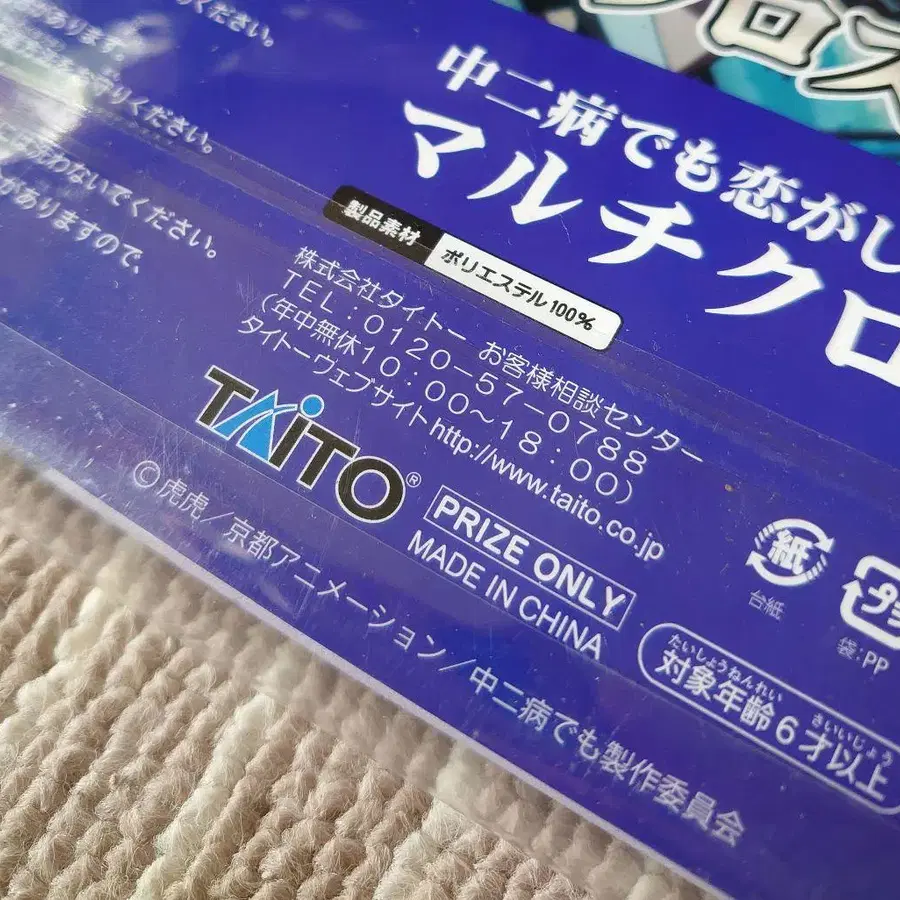 ください。
あります。
ください。
わないでください。
がありますので、
ロス
中二病でも恋がし
マルチクロ
製品素材 ポリエステル100%
株式会社タイトー お客様相談センター
TEL:0120-57-0788
(年中無休10:00~18:00)
タイトーウェブサイトhttp://www.taito.co.jp
TAITO®
PRIZE ONLY
MADE IN CHINA
紙
台紙
プラ
袋:PP
たいしょうねんれい さいいじょう
対象年齢6才以上
©虎虎/京都アニメーション/中二病でも製作委員会